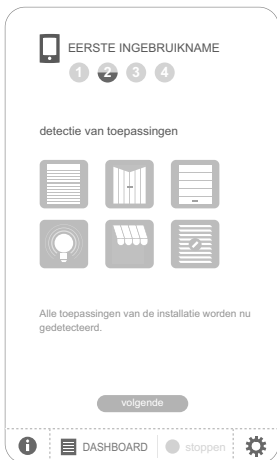 EERSTE INGEBRUIKNAME
1 2 3 4
detectie van toepassingen
Alle toepassingen van de installatie worden nu
gedetecteerd.
volgende
i DASHBOARD stoppen